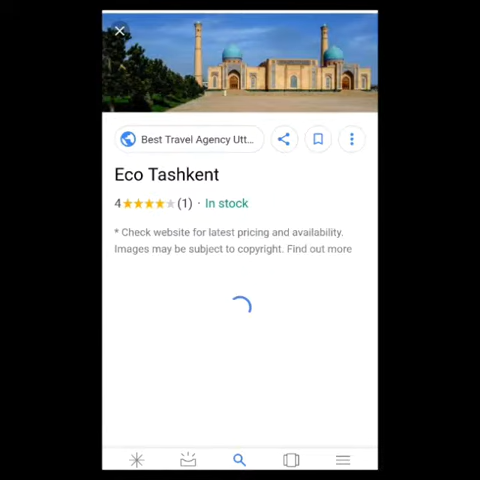 Best Travel Agency Utt...
Eco Tashkent
4 (1) · In stock
* Check website for latest pricing and availability.
Images may be subject to copyright. Find out more